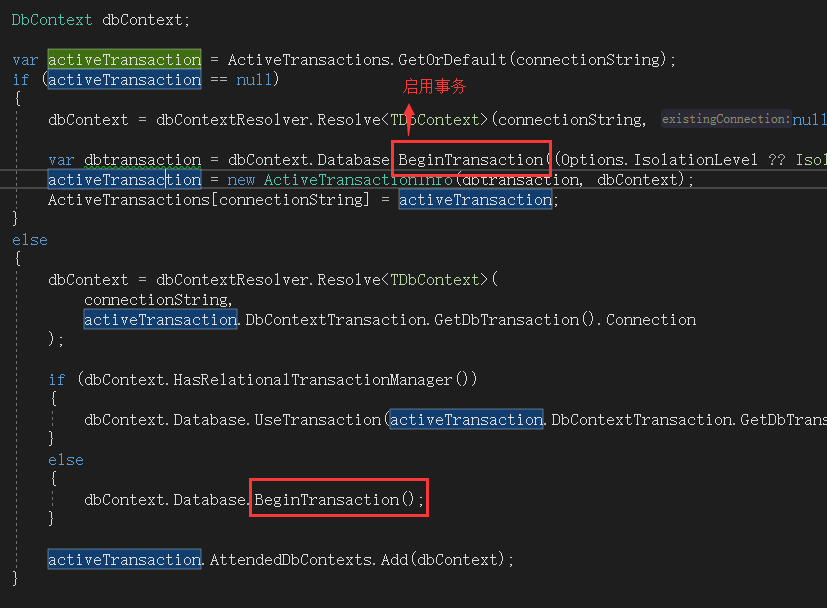 DbContext dbContext;
var activeTransaction = ActiveTransactions.GetOrDefault(connectionString);
if (activeTransaction == null)
启用事务
{
dbContext = dbContextResolver.Resolve<TDbContext>(connectionString, existingConnection: null
var dbtransaction = dbContext.Database.BeginTransaction((Options.IsolationLevel ?? Isol
activeTransaction = new ActiveTransactionInfo(dbtransaction, dbContext);
ActiveTransactions[connectionString] = activeTransaction;
}
else
{
dbContext = dbContextResolver.Resolve<TDbContext>(
connectionString,
activeTransaction.DbContextTransaction.GetDbTransaction().Connection
);
if (dbContext.HasRelationalTransactionManager())
{
dbContext.Database.UseTransaction(activeTransaction.DbContextTransaction.GetDbTrans
}
else
{
dbContext.Database.BeginTransaction();
}
activeTransaction.AttendedDbContexts.Add(dbContext);
}